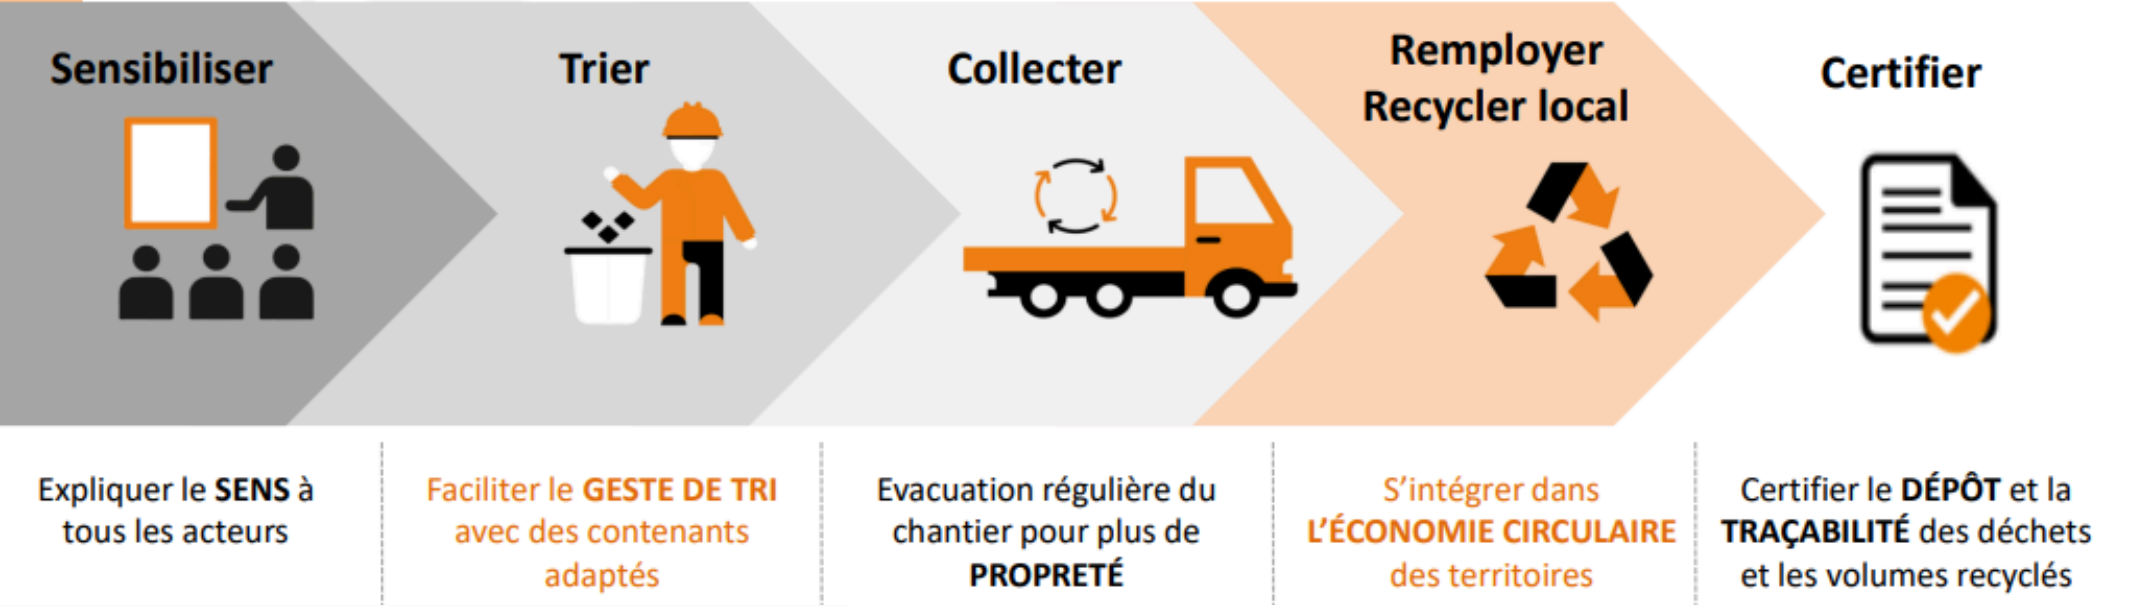 Sensibiliser
Trier
Collecter
Remployer
Recycler local
Certifier
Expliquer le SENS à
tous les acteurs
Faciliter le GESTE DE TRI
avec des contenants
adaptés
Evacuation régulière du
chantier pour plus de
PROPRETÉ
S'intégrer dans
L'ÉCONOMIE CIRCULAIRE
des territoires
Certifier le DÉPÔT et la
TRAÇABILITÉ des déchets
et les volumes recyclés